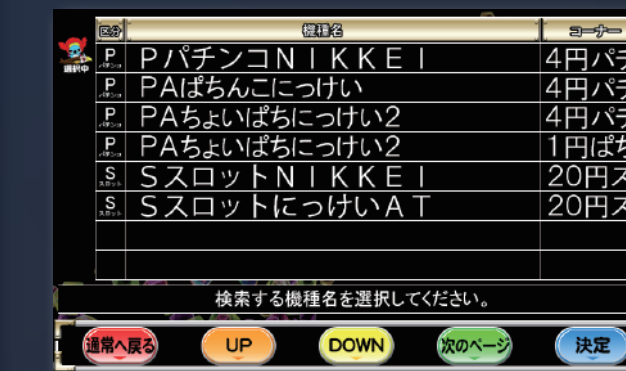 区分 機種名 コーナー
選択中
P パチンコ PパチンコNIKKEI 4円パチ
P パチンコ PAぱちんこにっけい 4円パチ
P パチンコ PAちょいぱちにっけい2 4円パチ
P パチンコ PAちょいぱちにっけい2 1円ぱち
S スロット SスロットNIKKEI 20円ス
S スロット SスロットにっけいAT 20円ス
検索する機種名を選択してください。
通常へ戻る UP DOWN 次のページ 決定